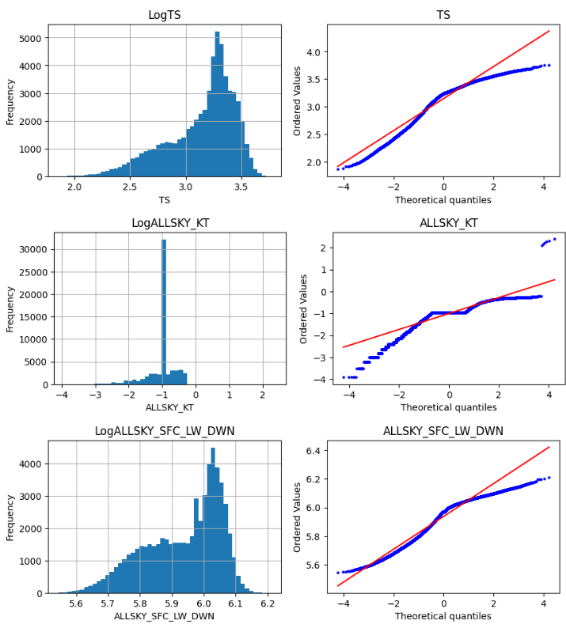 LogTS
Frequency
5000
4000
3000
2000
1000
0
2.0 2.5 3.0 3.5
TS
TS
Ordered Values
4.0
3.5
3.0
2.5
2.0
−4 −2 0 2 4
Theoretical quantiles
LogALLSKY_KT
Frequency
30000
25000
20000
15000
10000
5000
0
−4 −3 −2 −1 0 1 2
ALLSKY_KT
ALLSKY_KT
Ordered Values
2
1
0
−1
−2
−3
−4
−4 −2 0 2 4
Theoretical quantiles
LogALLSKY_SFC_LW_DWN
Frequency
4000
3000
2000
1000
0
5.6 5.7 5.8 5.9 6.0 6.1 6.2
ALLSKY_SFC_LW_DWN
ALLSKY_SFC_LW_DWN
Ordered Values
6.4
6.2
6.0
5.8
5.6
−4 −2 0 2 4
Theoretical quantiles